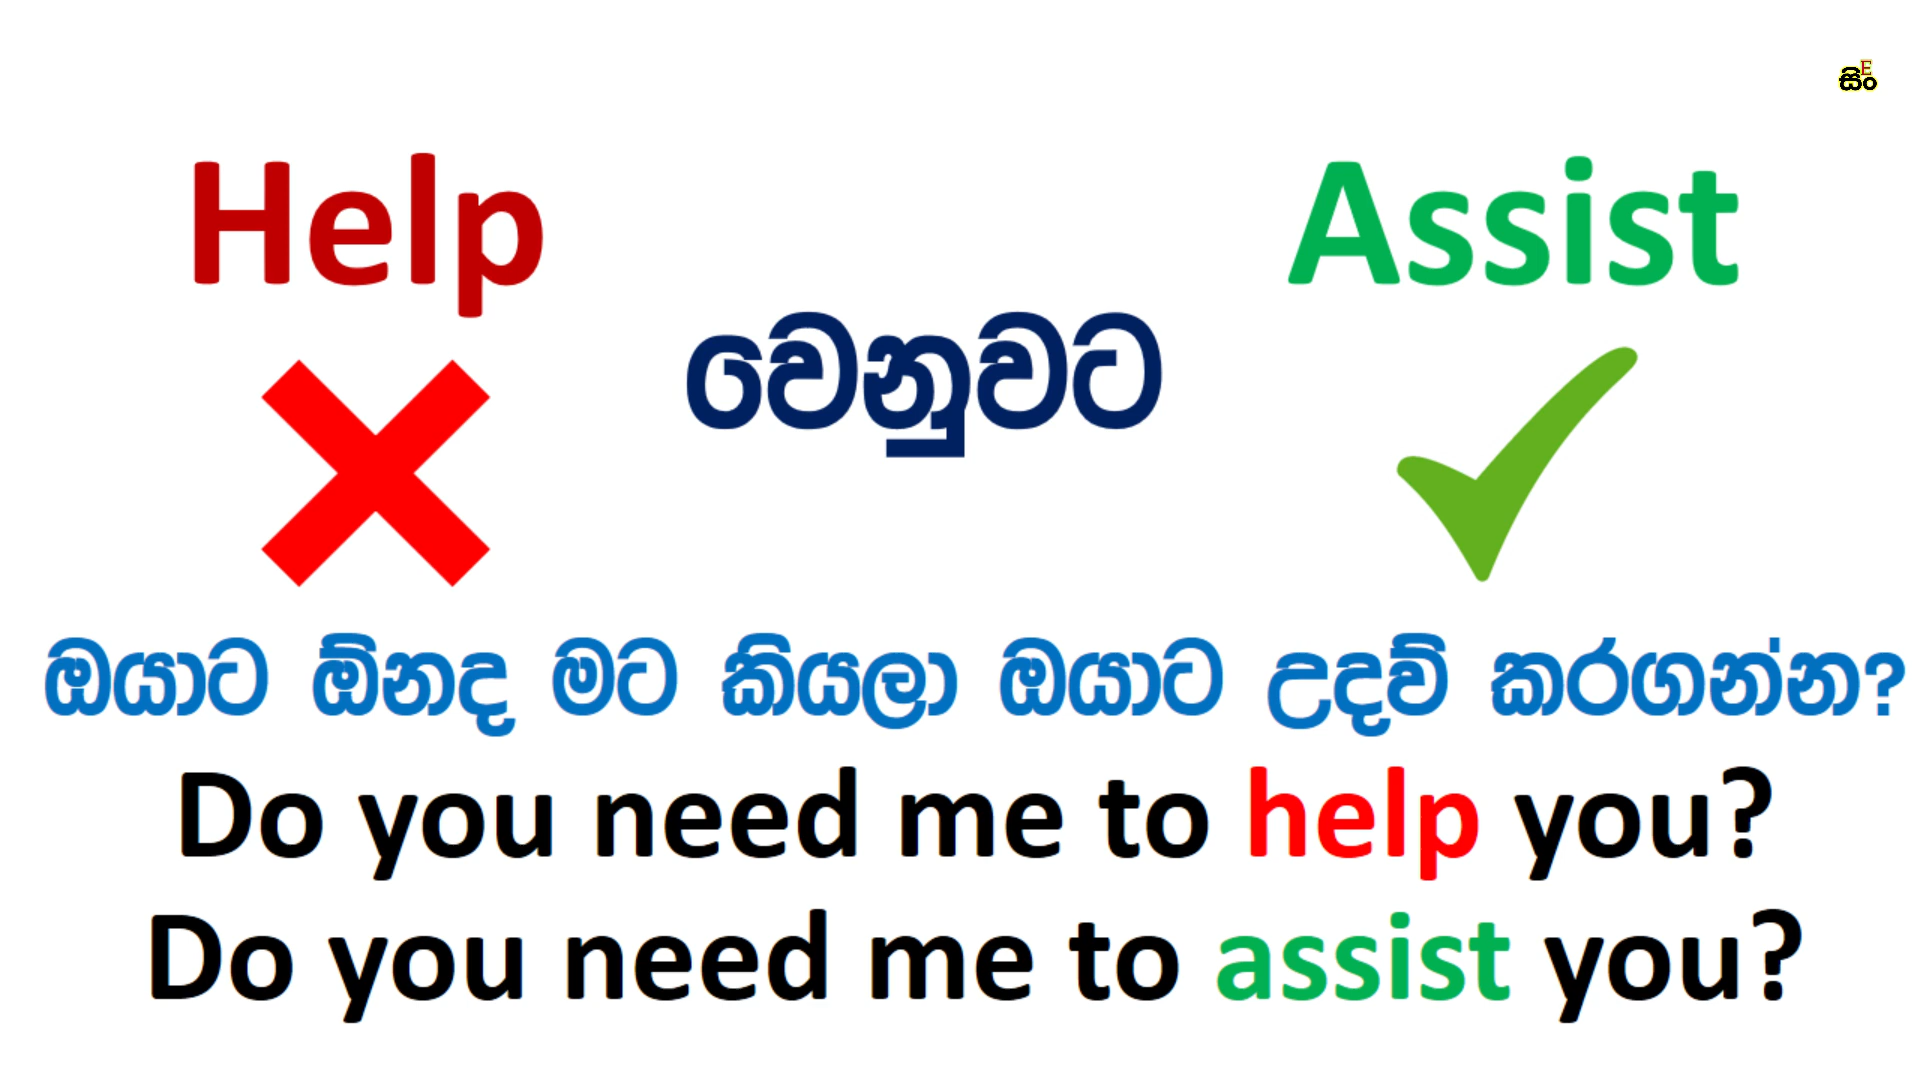 සිංE
Help
Assist
වෙනුවට
ඔයාට ඕනද මට කියලා ඔයාට උදව් කරගන්න?
Do you need me to help you?
Do you need me to assist you?